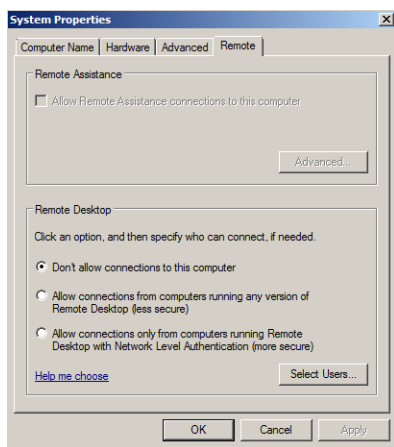 System Properties
Computer Name Hardware Advanced Remote
Remote Assistance
Allow Remote Assistance connections to this computer
Advanced...
Remote Desktop
Click an option, and then specify who can connect, if needed.
Don't allow connections to this computer
Allow connections from computers running any version of
Remote Desktop (less secure)
Allow connections only from computers running Remote
Desktop with Network Level Authentication (more secure)
Help me choose
Select Users...
OK Cancel Apply